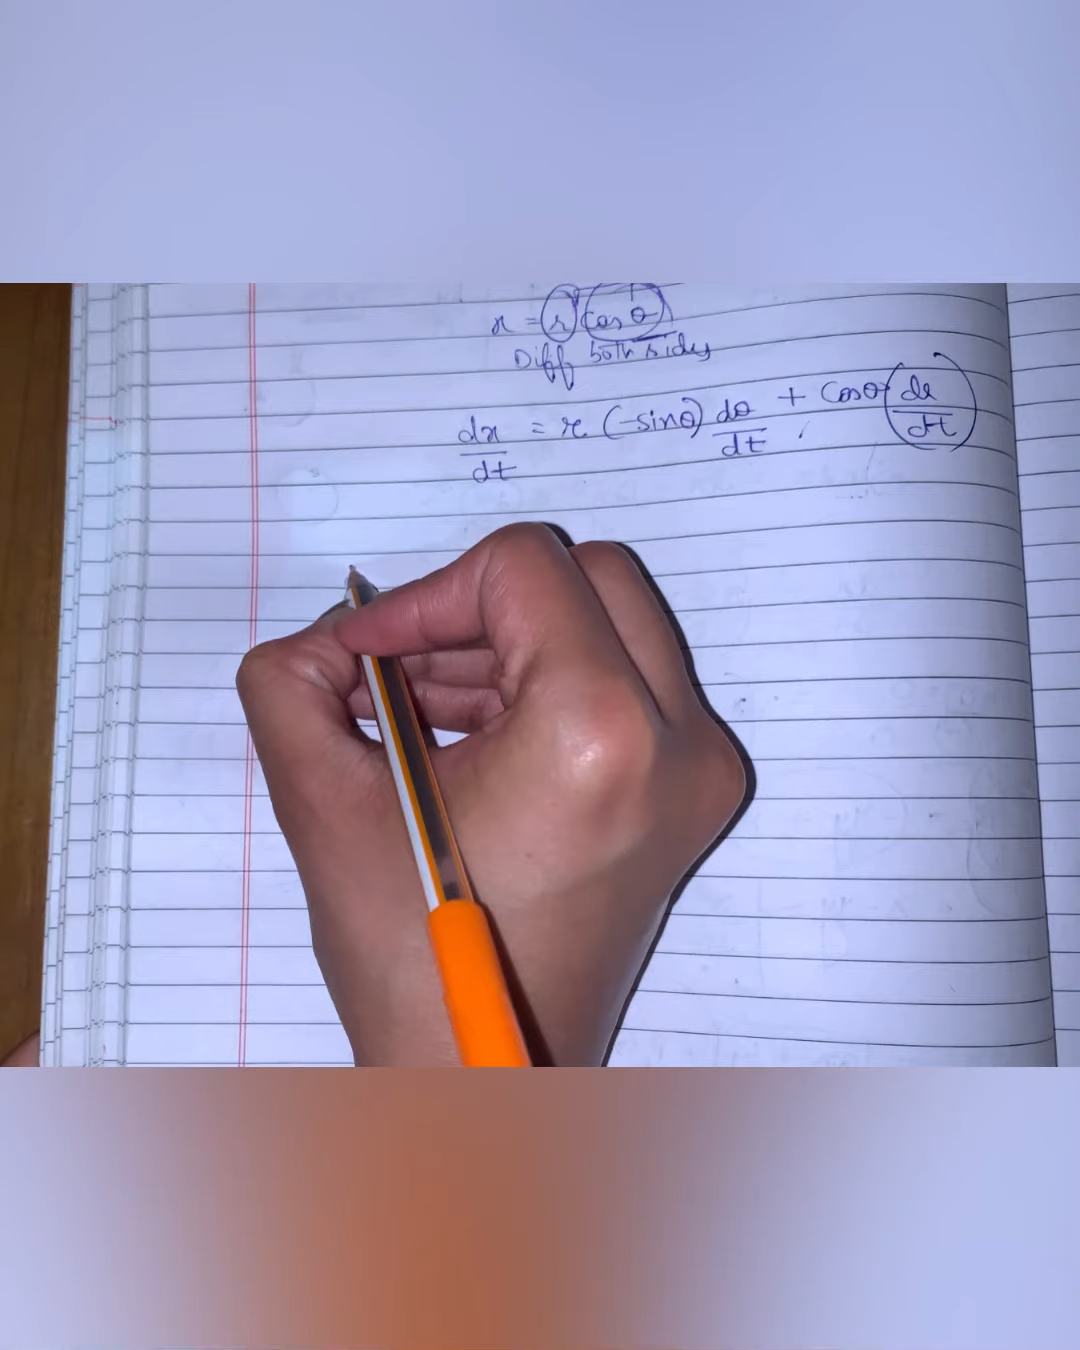 x = r cos θ
Diff both sides
dx/dt = r (-sinθ) dθ/dt + Cosθ dr/dt